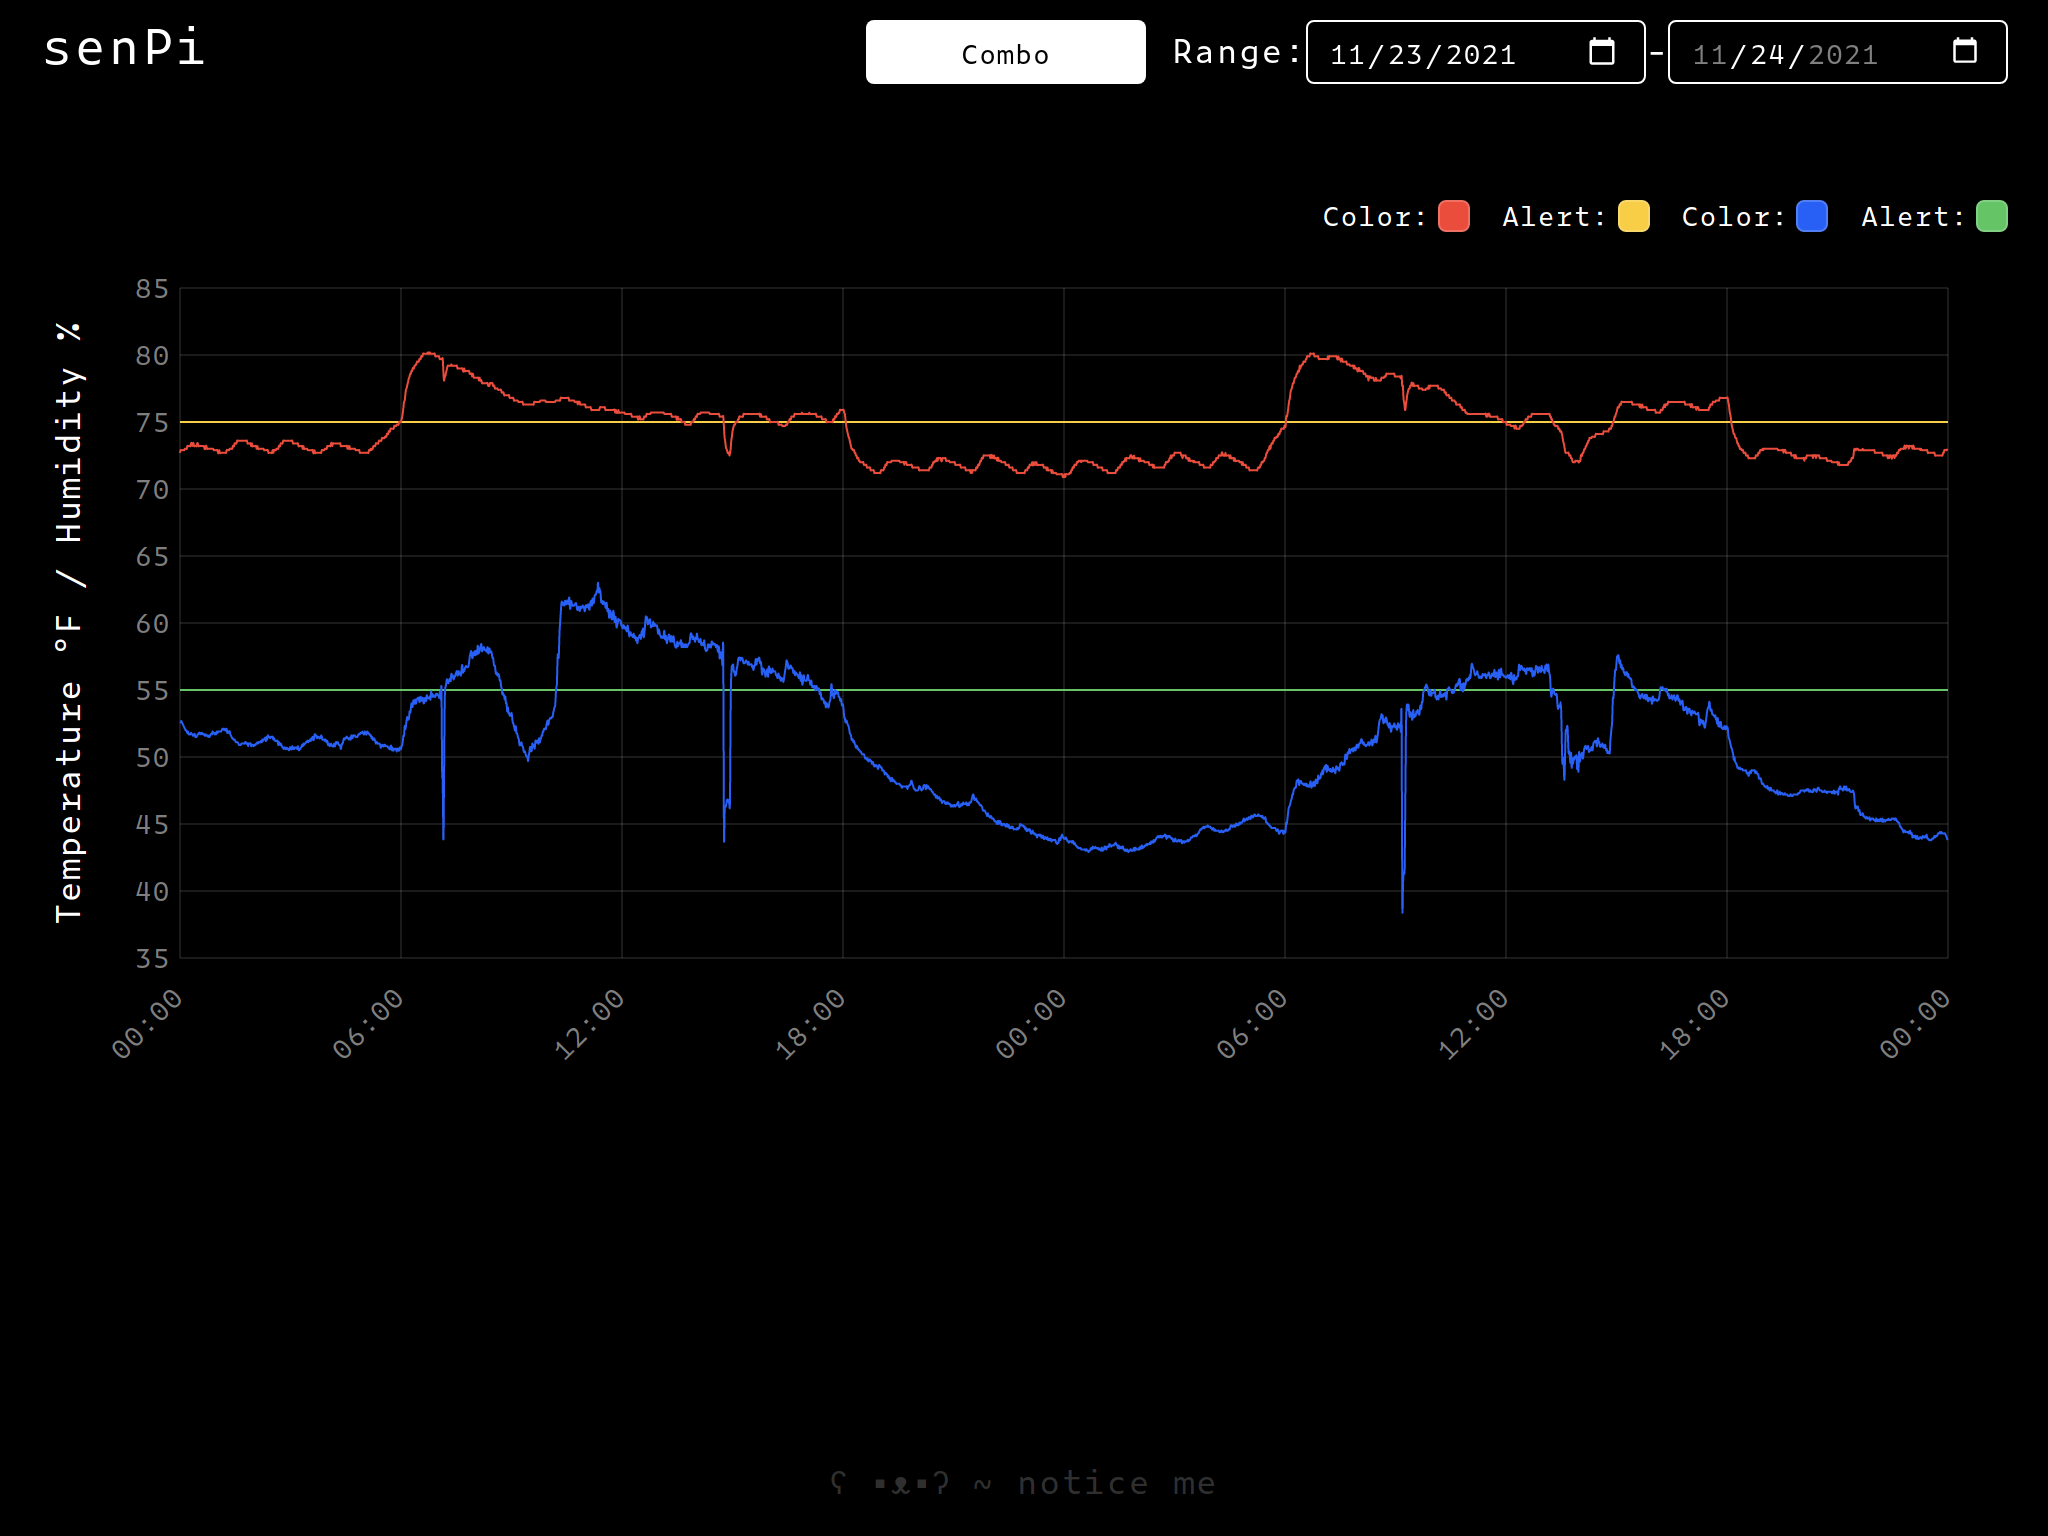 senPi
Combo
Range: 11/23/2021 - 11/24/2021
Color: Alert: Color: Alert:
Temperature °F / Humidity %
85
80
75
70
65
60
55
50
45
40
35
00:00 06:00 12:00 18:00 00:00 06:00 12:00 18:00 00:00
ʕ ▪ᴥ▪ʔ ~ notice me